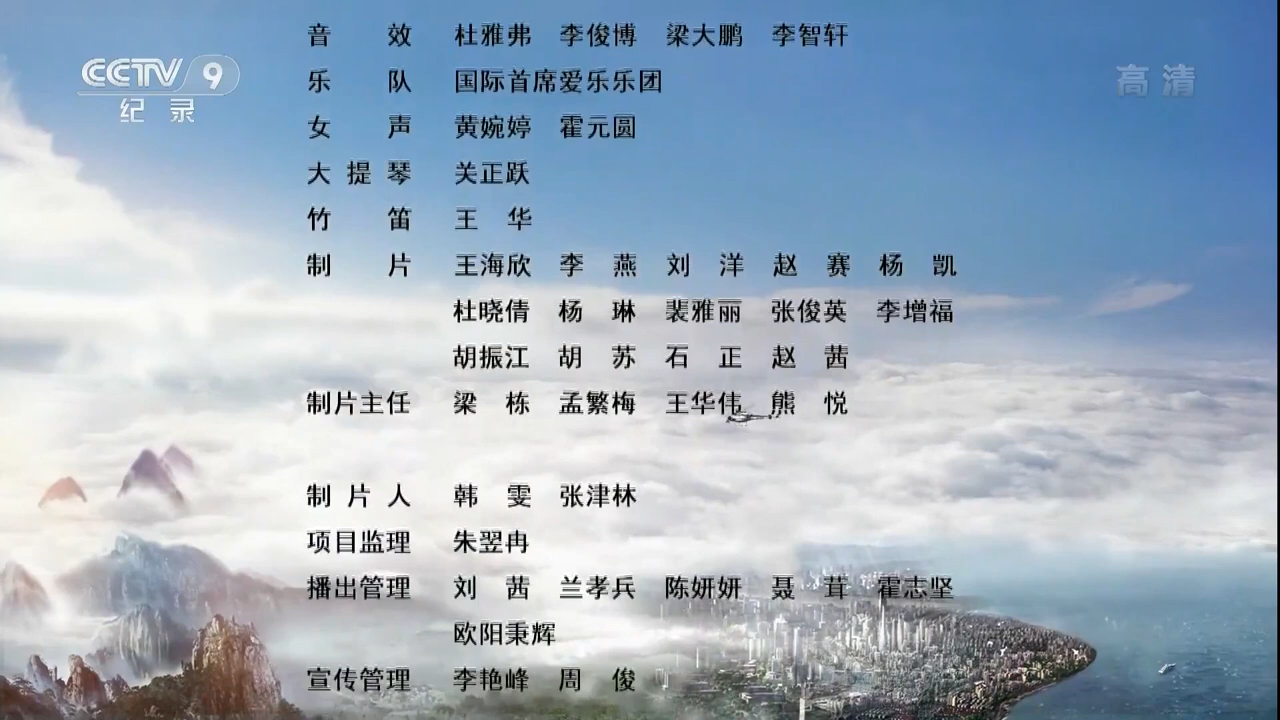 音 效 杜雅弗 李俊博 梁大鹏 李智轩
CCTV 9
高清
乐 队 国际首席爱乐乐团
纪 录
女 声 黄婉婷 霍元圆
大 提 琴 关正跃
竹 笛 王 华
制 片 王海欣 李 燕 刘 洋 赵 赛 杨 凯
杜晓倩 杨 琳 裴雅丽 张俊英 李增福
胡振江 胡 苏 石 正 赵 茜
制片主任 梁 栋 孟繁梅 王华伟 熊 悦
制 片 人 韩 雯 张津林
项目监理 朱翌冉
播出管理 刘 茜 兰孝兵 陈妍妍 聂 茸 霍志坚
欧阳秉辉
宣传管理 李艳峰 周 俊